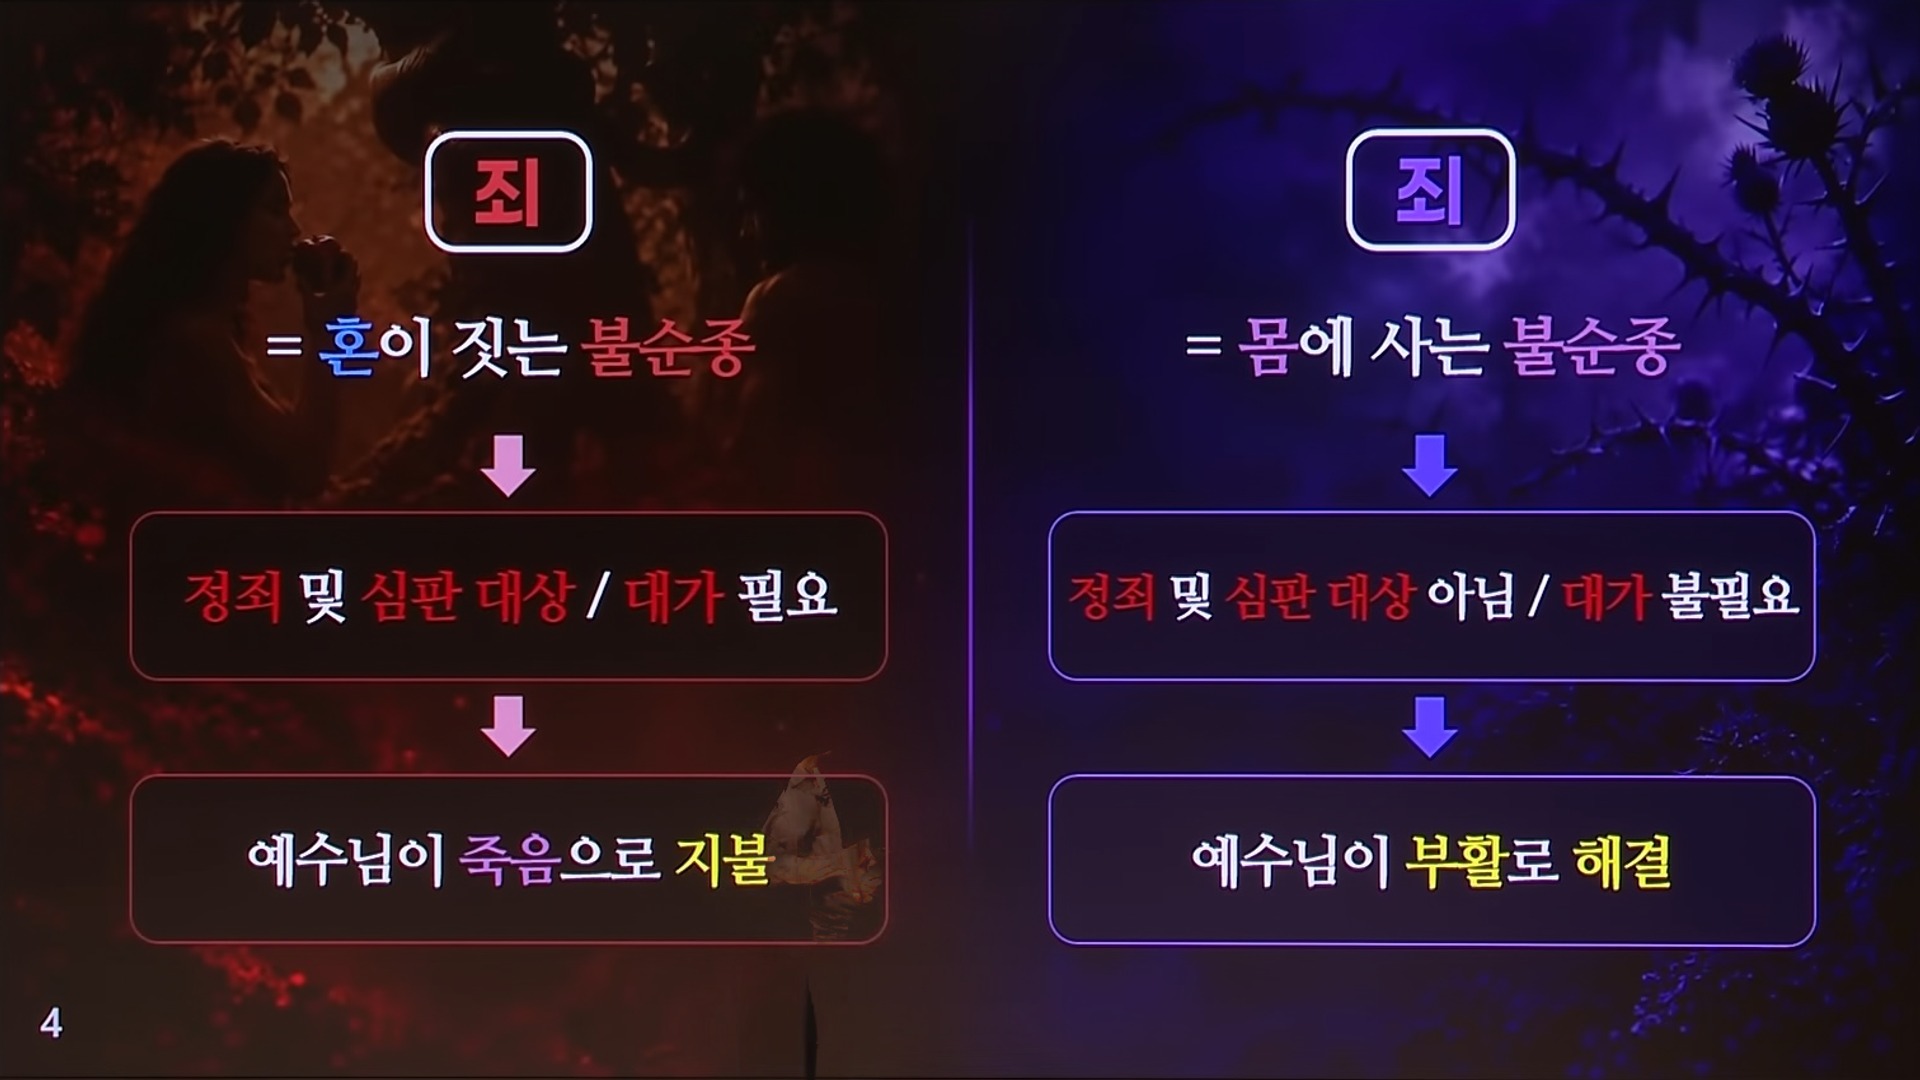 죄
= 혼이 짓는 불순종
정죄 및 심판 대상 / 대가 필요
예수님이 죽음으로 지불
죄
= 몸에 사는 불순종
정죄 및 심판 대상 아님 / 대가 불필요
예수님이 부활로 해결
4